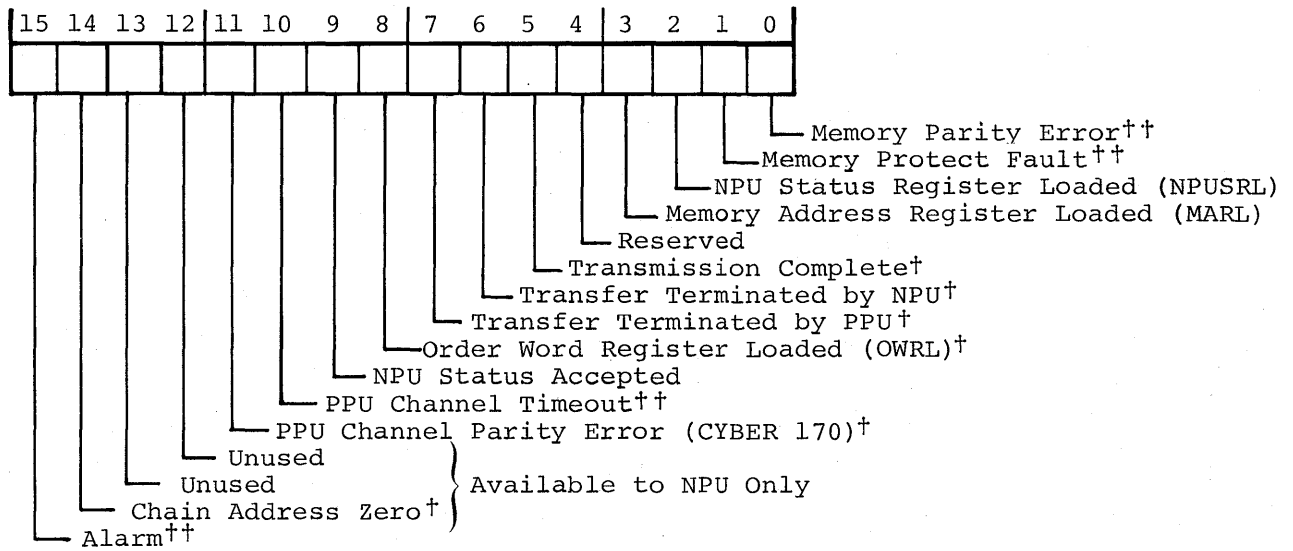 15 14 13 12 11 10 9 8 7 6 5 4 3 2 1 0
Memory Parity Error††
Memory Protect Fault††
NPU Status Register Loaded (NPUSRL)
Memory Address Register Loaded (MARL)
Reserved
Transmission Complete†
Transfer Terminated by NPU†
Transfer Terminated by PPU†
Order Word Register Loaded (OWRL)†
NPU Status Accepted
PPU Channel Timeout††
PPU Channel Parity Error (CYBER 170)†
Unused
Unused
Available to NPU Only
Chain Address Zero†
Alarm††